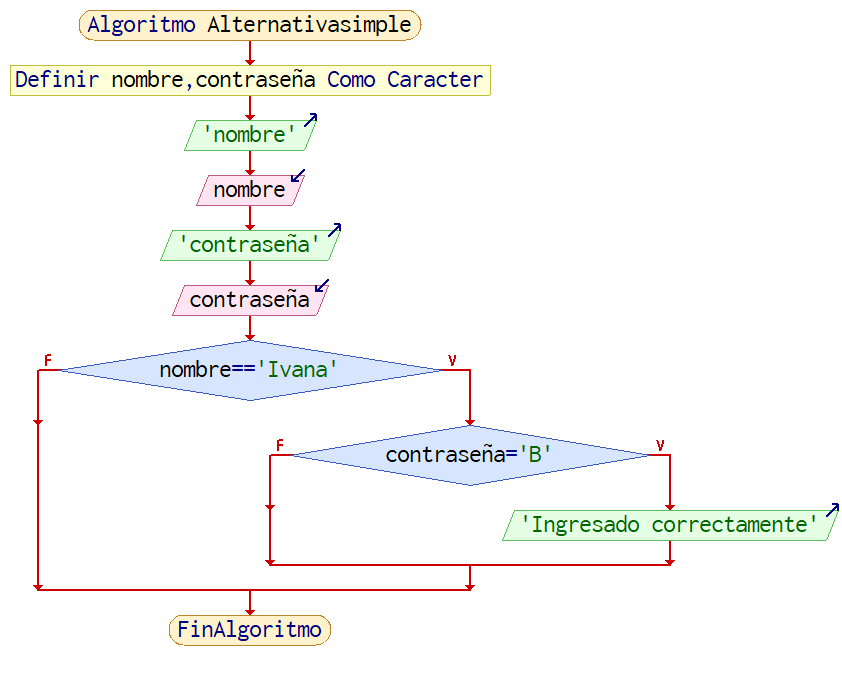 Algoritmo Alternativasimple
Definir nombre,contraseña Como Caracter
'nombre'
nombre
'contraseña'
contraseña
F
V
nombre=='Ivana'
F
V
contraseña='B'
'Ingresado correctamente'
FinAlgoritmo